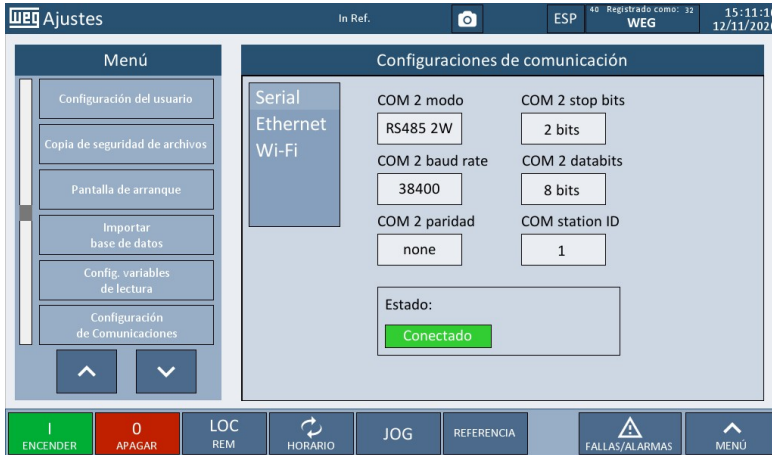 weg Ajustes
In Ref.
ESP
40 Registrado como: 32
WEG
15:11:10
12/11/2020
Menú
Configuración del usuario
Copia de seguridad de archivos
Pantalla de arranque
Importar
base de datos
Config. variables
de lectura
Configuración
de Comunicaciones
Configuraciones de comunicación
Serial
Ethernet
Wi-Fi
COM 2 modo
RS485 2W
COM 2 stop bits
2 bits
COM 2 baud rate
38400
COM 2 databits
8 bits
COM 2 paridad
none
COM station ID
1
Estado:
Conectado
I
ENCENDER
0
APAGAR
LOC
REM
HORARIO
JOG
REFERENCIA
FALLAS/ALARMAS
MENÚ